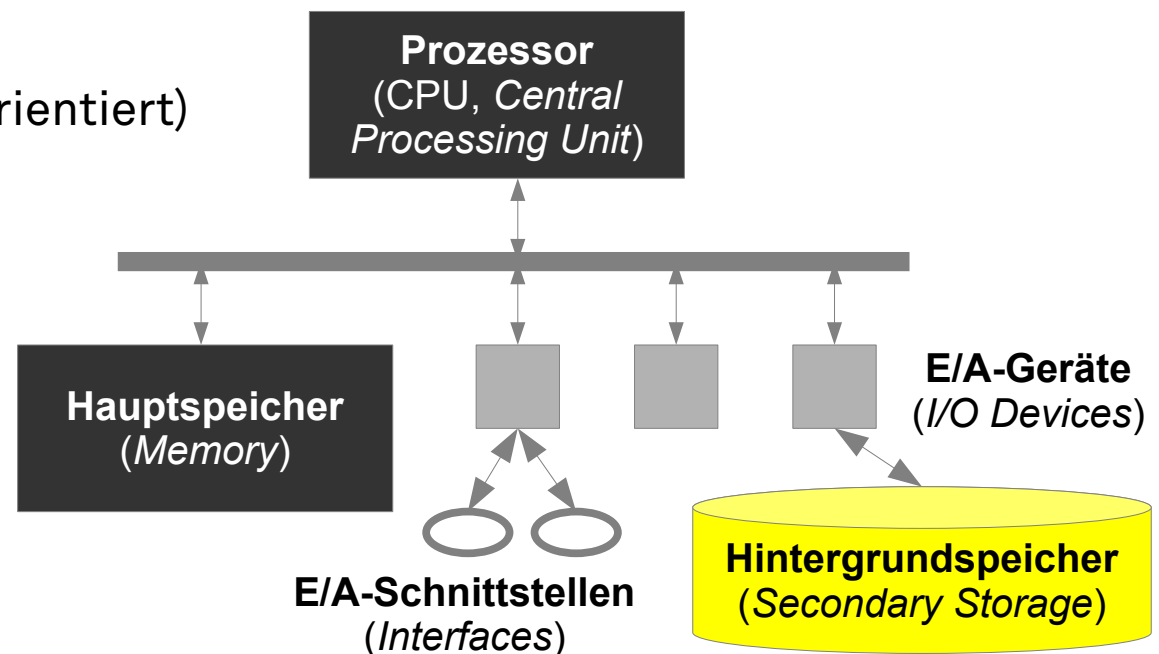 Prozessor
(CPU, Central
Processing Unit)
rientiert)
Hauptspeicher
(Memory)
E/A-Geräte
(I/O Devices)
E/A-Schnittstellen
(Interfaces)
Hintergrundspeicher
(Secondary Storage)